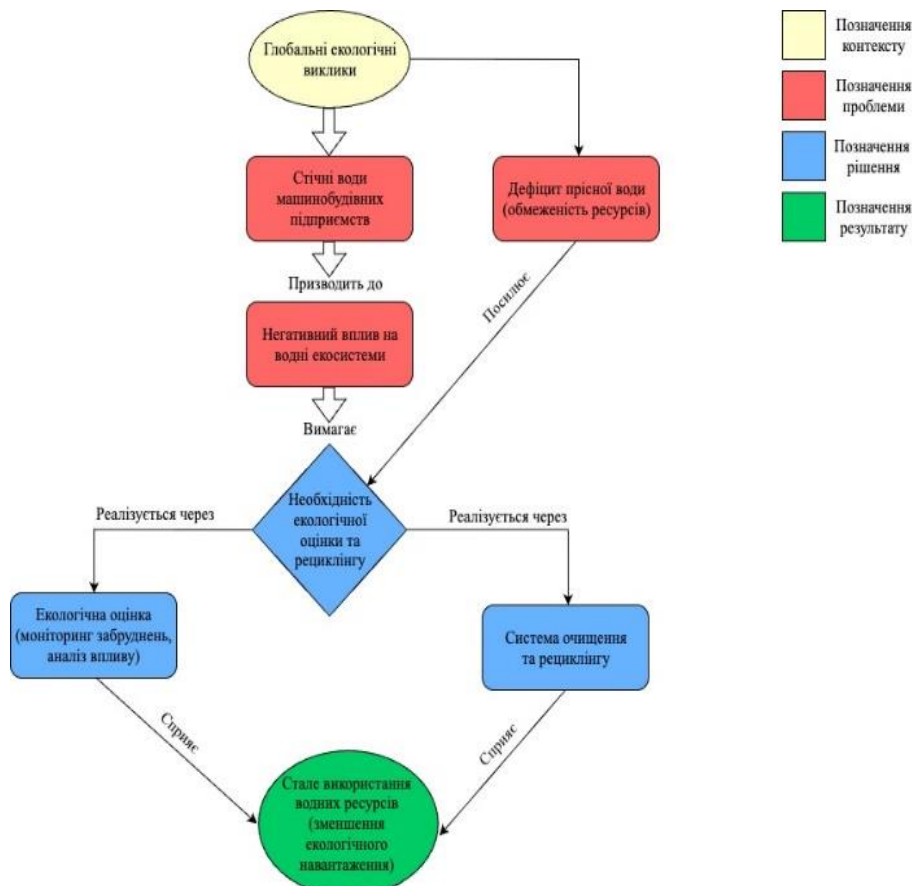 Глобальні екологічні
виклики
Позначення
контексту
Позначення
проблеми
Позначення
рішення
Позначення
результату
Стічні води
машинобудівних
підприємств
Дефіцит прісної води
(обмеженість ресурсів)
Призводить до
Посилює
Негативний вплив на
водні екосистеми
Вимагає
Необхідність
екологічної
оцінки та
рециклінгу
Реалізується через
Реалізується через
Екологічна оцінка
(моніторинг забруднень,
аналіз впливу)
Система очищення
та рециклінгу
Сприяє
Сприяє
Стале використання
водних ресурсів
(зменшення
екологічного
навантаження)